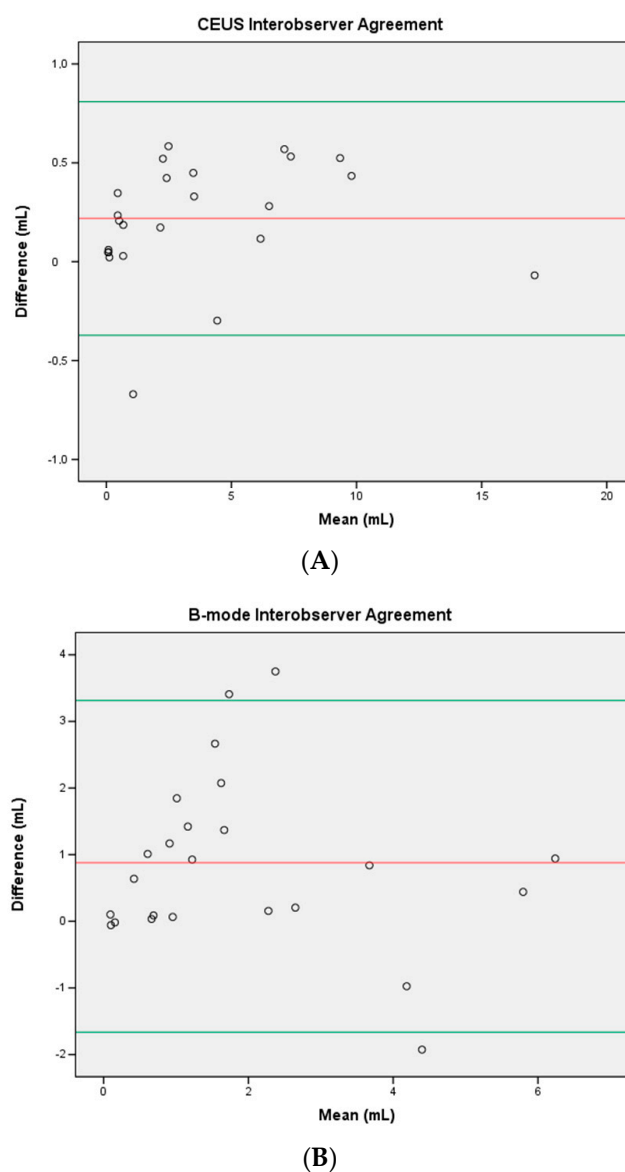 CEUS Interobserver Agreement
1.0
0.5
0
-0.5
-1.0
Difference (mL)
0 5 10 15 20
Mean (mL)
(A)
B-mode Interobserver Agreement
4
3
2
1
0
-1
-2
Difference (mL)
0 2 4 6
Mean (mL)
(B)